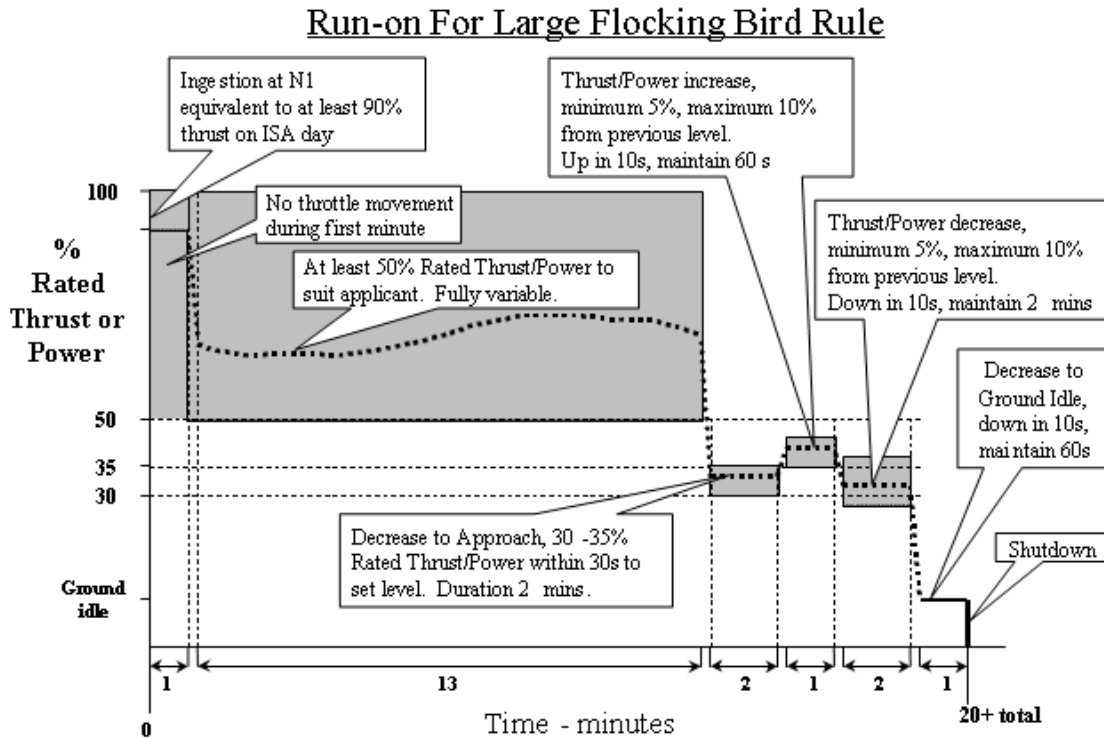 Run-on For Large Flocking Bird Rule
Ingestion at N1
equivalent to at least 90%
thrust on ISA day
Thrust/Power increase,
minimum 5%, maximum 10%
from previous level.
Up in 10s, maintain 60 s
100
No throttle movement
during first minute
Thrust/Power decrease,
minimum 5%, maximum 10%
from previous level.
Down in 10s, maintain 2 mins
%
Rated
Thrust or
Power
At least 50% Rated Thrust/Power to
suit applicant. Fully variable.
Decrease to
Ground Idle,
down in 10s,
maintain 60s
50
35
30
Decrease to Approach, 30 -35%
Rated Thrust/Power within 30s to
set level. Duration 2 mins.
Shutdown
Ground
idle
1
13
2
1
2
1
0
Time - minutes
20+ total